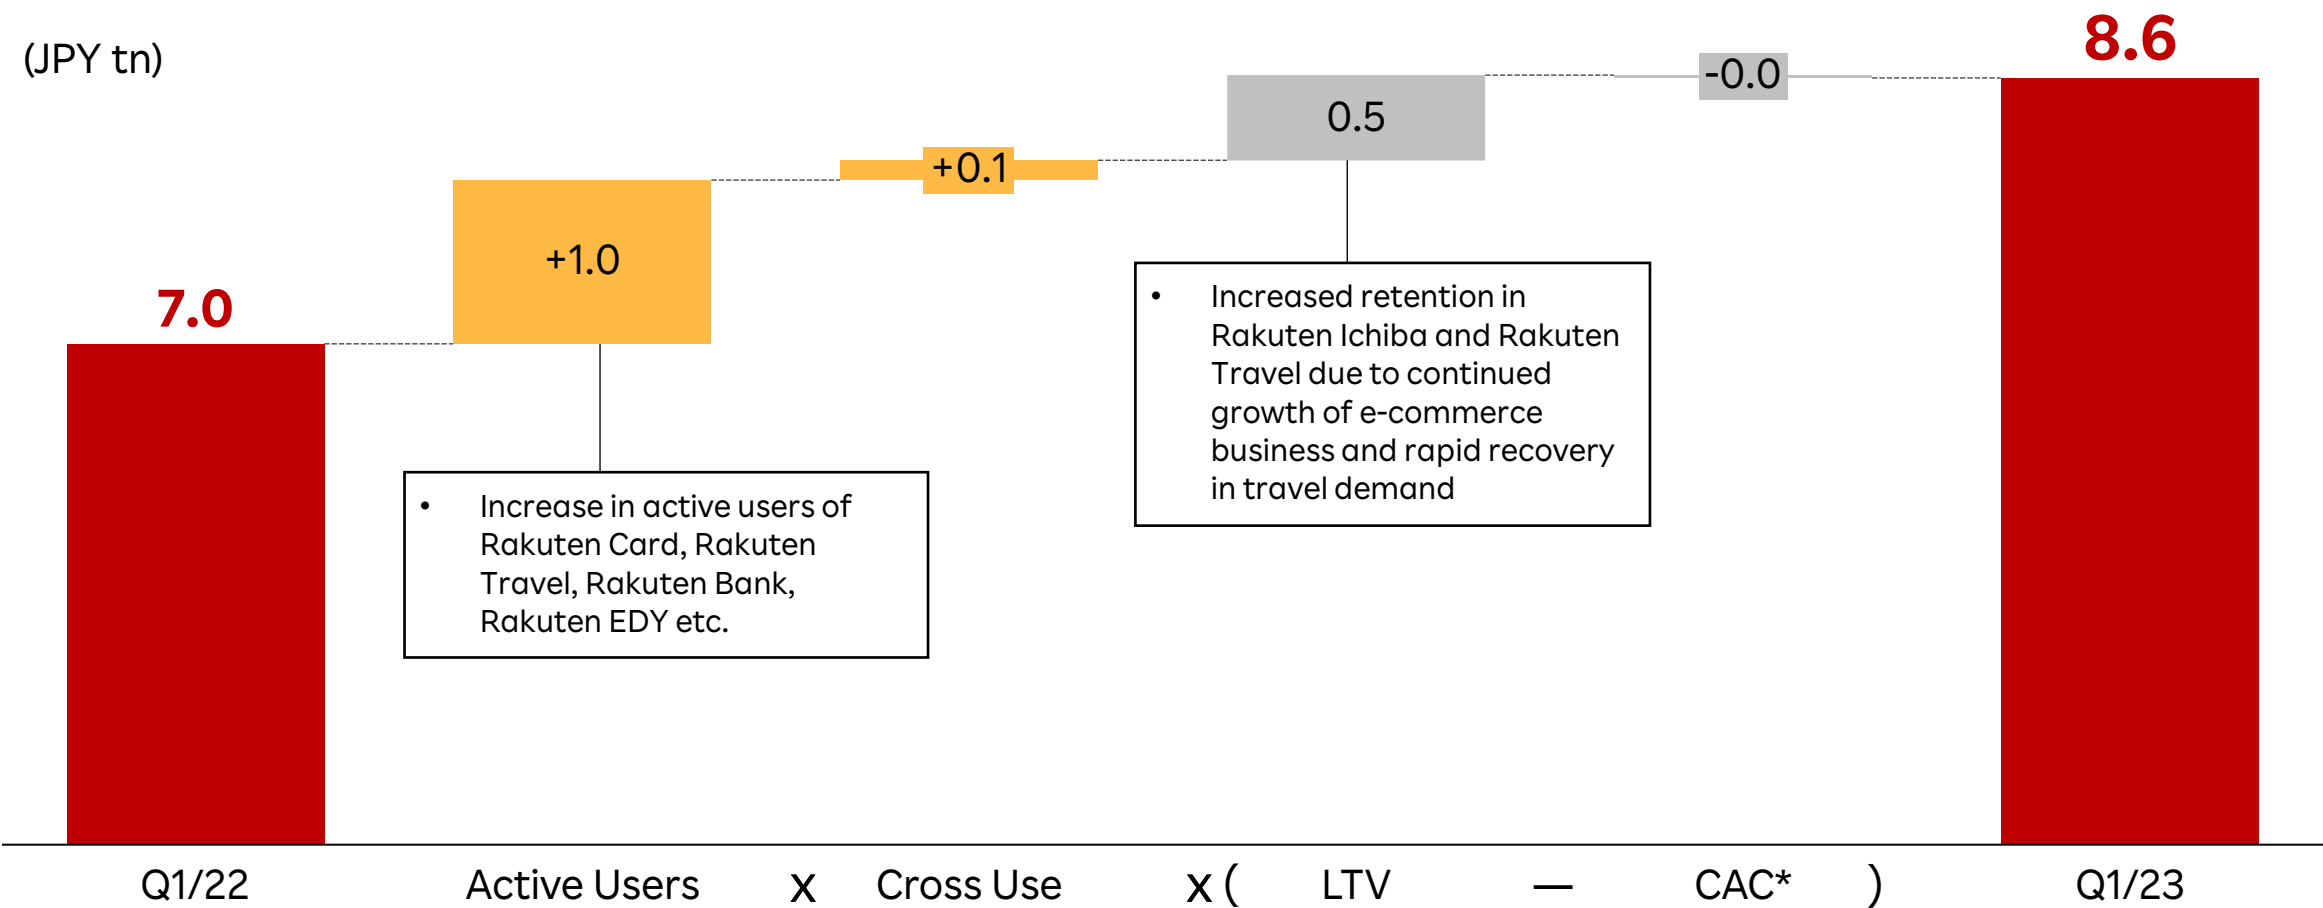 (JPY tn)
7.0
+1.0
+0.1
0.5
-0.0
8.6
• Increase in active users of
Rakuten Card, Rakuten
Travel, Rakuten Bank,
Rakuten EDY etc.
• Increased retention in
Rakuten Ichiba and Rakuten
Travel due to continued
growth of e-commerce
business and rapid recovery
in travel demand
Q1/22 Active Users x Cross Use x ( LTV — CAC* ) Q1/23